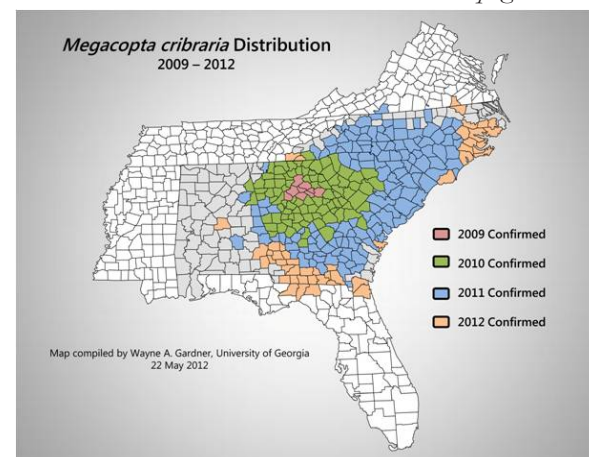 Megacopta cribraria Distribution
2009 – 2012
2009 Confirmed
2010 Confirmed
2011 Confirmed
2012 Confirmed
Map compiled by Wayne A. Gardner, University of Georgia
22 May 2012